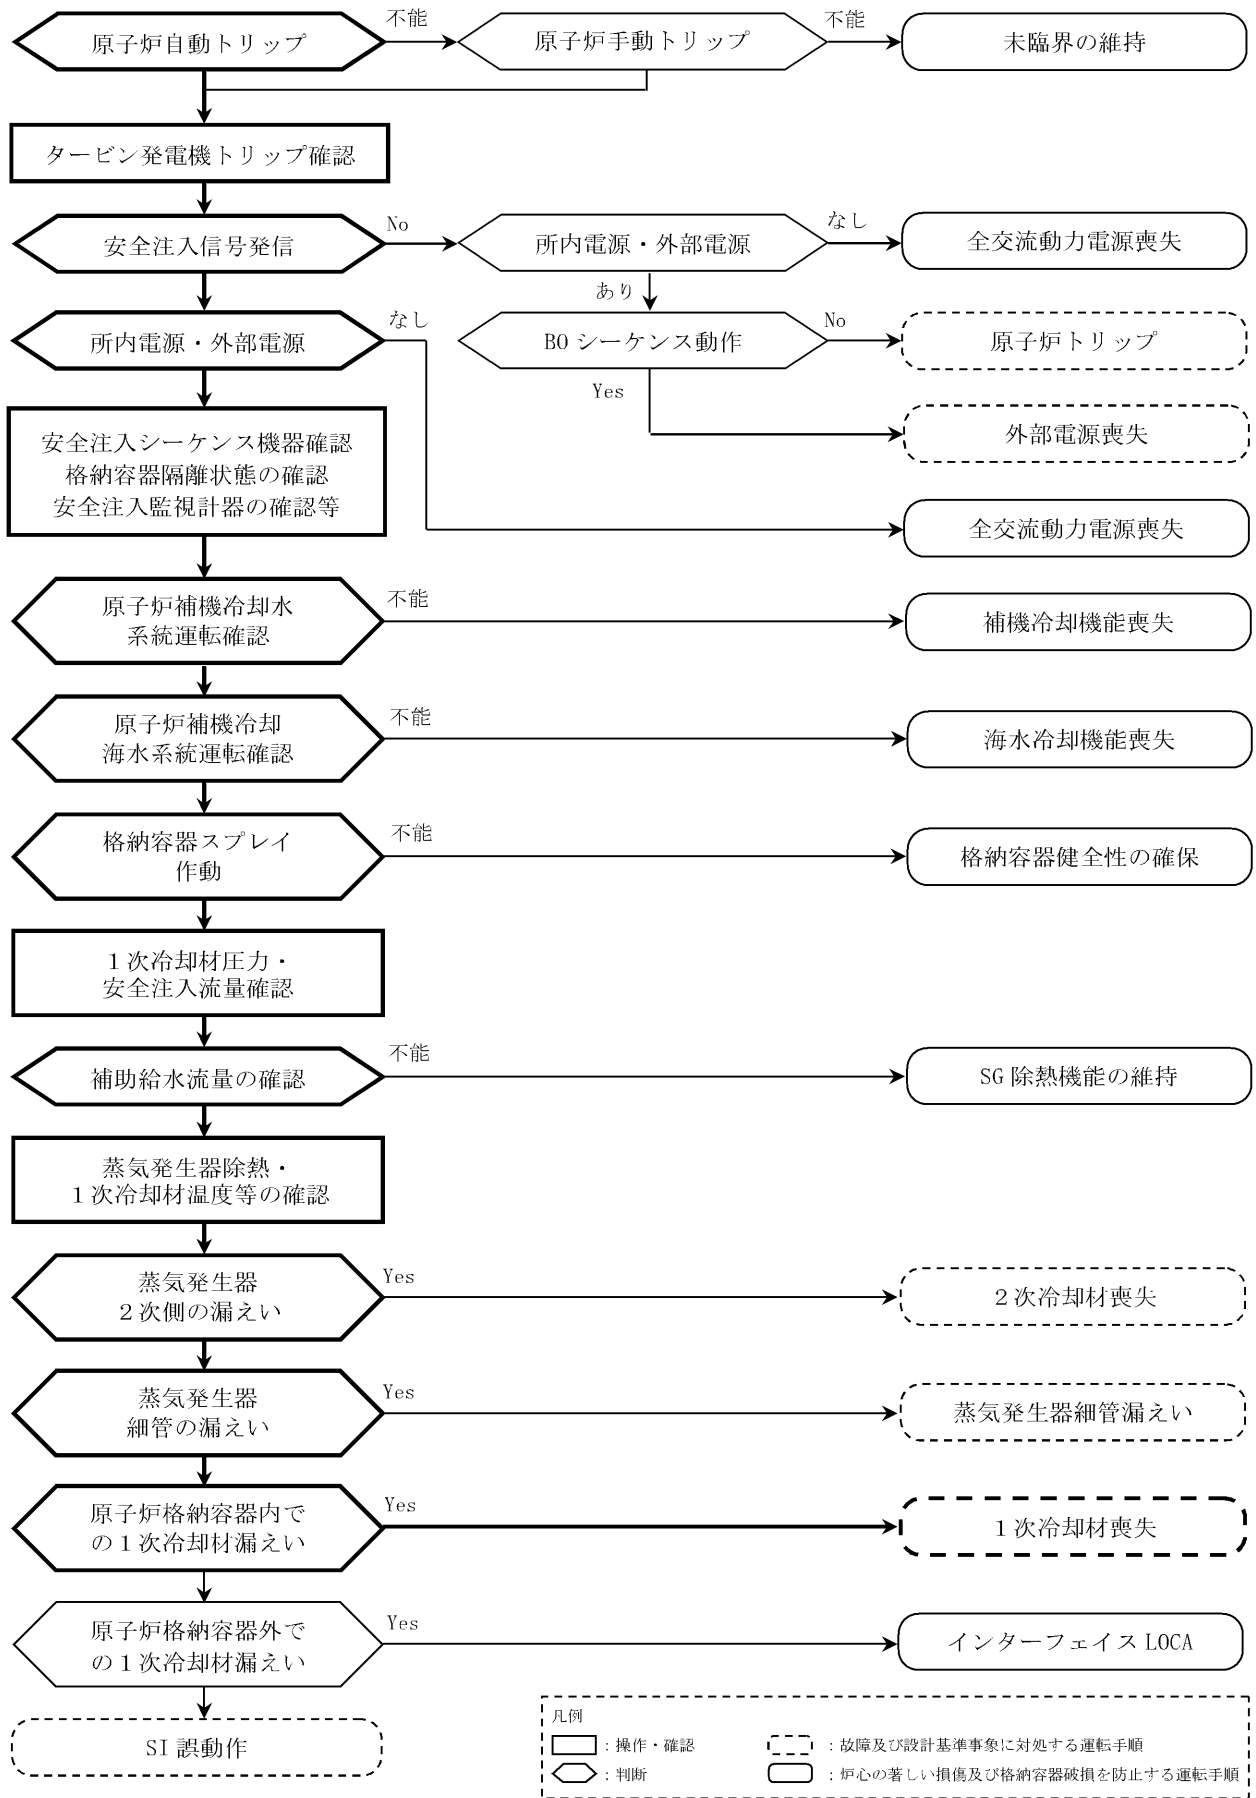 原子炉自動トリップ
不能
原子炉手動トリップ
不能
未臨界の維持
タービン発電機トリップ確認
安全注入信号発信
No
所内電源・外部電源
なし
全交流動力電源喪失
あり
所内電源・外部電源
なし
BOシーケンス動作
No
原子炉トリップ
Yes
外部電源喪失
安全注入シーケンス機器確認
格納容器隔離状態の確認
安全注入監視計器の確認等
全交流動力電源喪失
原子炉補機冷却水
系統運転確認
不能
補機冷却機能喪失
原子炉補機冷却
海水系統運転確認
不能
海水冷却機能喪失
格納容器スプレイ
作動
不能
格納容器健全性の確保
1次冷却材圧力・
安全注入流量確認
補助給水流量の確認
不能
SG除熱機能の維持
蒸気発生器除熱・
1次冷却材温度等の確認
蒸気発生器
2次側の漏えい
Yes
2次冷却材喪失
蒸気発生器
細管の漏えい
Yes
蒸気発生器細管漏えい
原子炉格納容器内で
の1次冷却材漏えい
Yes
1次冷却材喪失
原子炉格納容器外で
の1次冷却材漏えい
Yes
インターフェイスLOCA
SI誤動作
凡例
：操作・確認
：故障及び設計基準事象に対処する運転手順
：判断
：炉心の著しい損傷及び格納容器破損を防止する運転手順